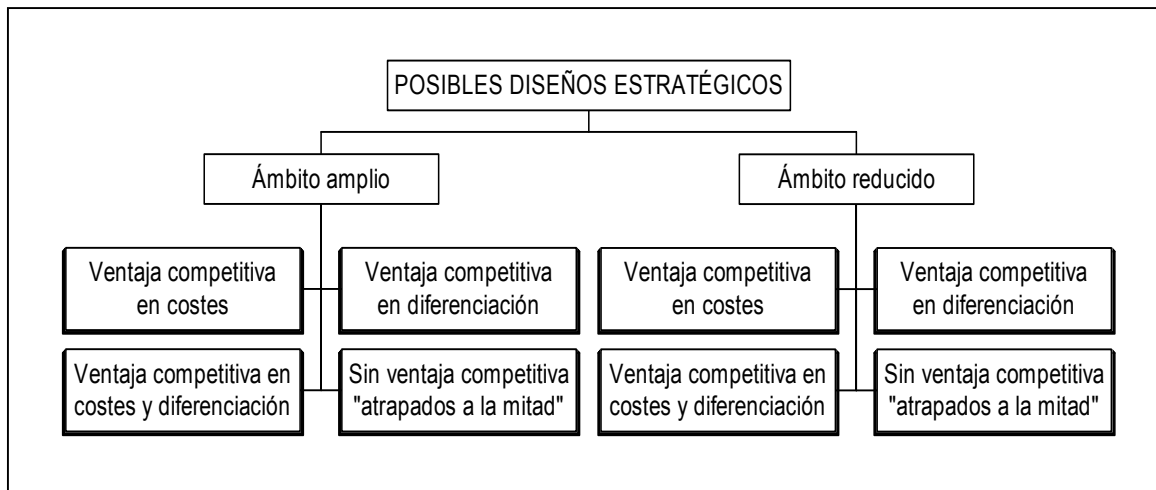 POSIBLES DISEÑOS ESTRATÉGICOS
Ámbito amplio
Ámbito reducido
Ventaja competitiva
en costes
Ventaja competitiva
en diferenciación
Ventaja competitiva
en costes
Ventaja competitiva
en diferenciación
Ventaja competitiva en
costes y diferenciación
Sin ventaja competitiva
"atrapados a la mitad"
Ventaja competitiva en
costes y diferenciación
Sin ventaja competitiva
"atrapados a la mitad"